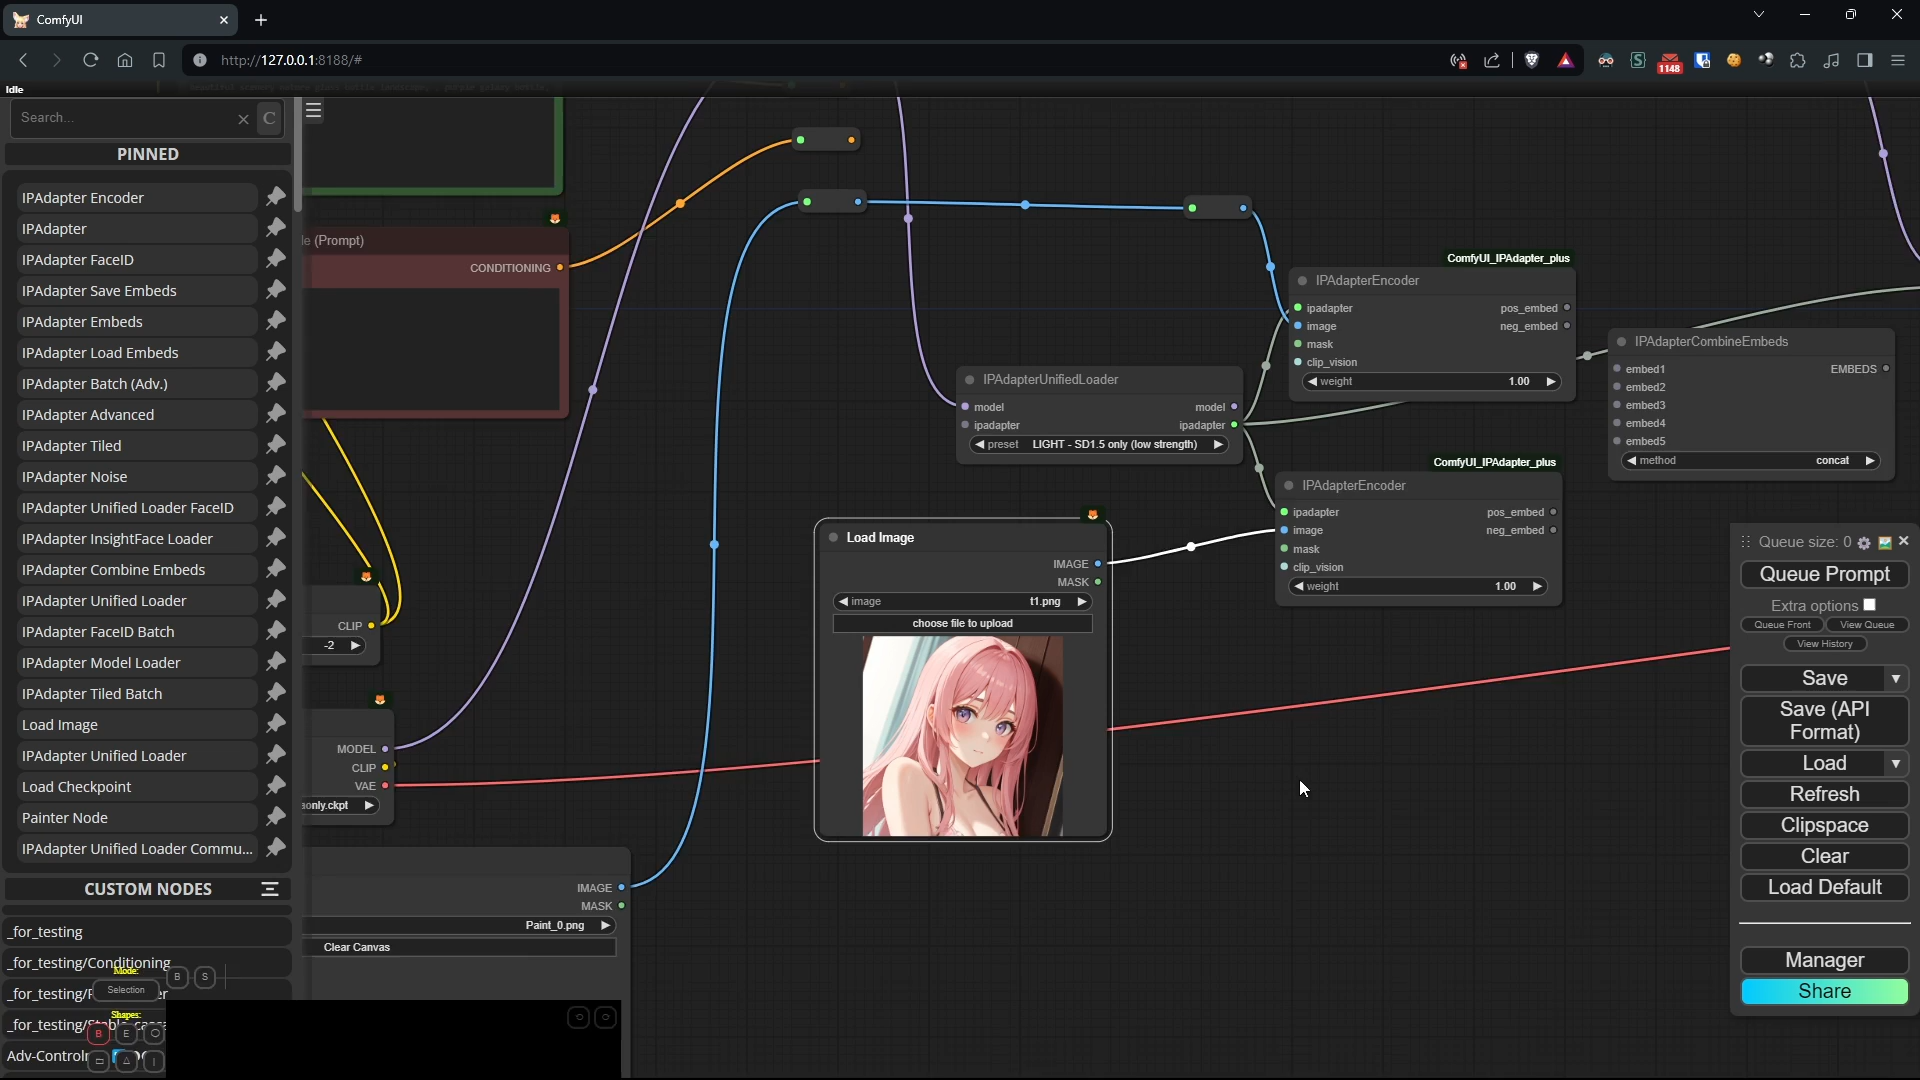 ComfyUI
http://127.0.0.1:8188/#
1148
Idle
Search...
C
PINNED
IPAdapter Encoder
IPAdapter
IPAdapter FaceID
IPAdapter Save Embeds
IPAdapter Embeds
IPAdapter Load Embeds
IPAdapter Batch (Adv.)
IPAdapter Advanced
IPAdapter Tiled
IPAdapter Noise
IPAdapter Unified Loader FaceID
IPAdapter InsightFace Loader
IPAdapter Combine Embeds
IPAdapter Unified Loader
IPAdapter FaceID Batch
IPAdapter Model Loader
IPAdapter Tiled Batch
Load Image
IPAdapter Unified Loader
Load Checkpoint
Painter Node
IPAdapter Unified Loader Commu...
CUSTOM NODES
_for_testing
_for_testing/Conditioning
Mode:
Selection
B
S
Shapes:
B
E
le (Prompt)
CONDITIONING
CLIP
-2
MODEL
CLIP
VAE
aonly.ckpt
IMAGE
MASK
Paint_0.png
Clear Canvas
IPAdapterUnifiedLoader
model
model
ipadapter
ipadapter
preset
LIGHT - SD1.5 only (low strength)
Load Image
IMAGE
MASK
image
t1.png
choose file to upload
ComfyUI_IPAdapter_plus
IPAdapterEncoder
ipadapter
pos_embed
image
neg_embed
mask
clip_vision
weight
1.00
ComfyUI_IPAdapter_plus
IPAdapterEncoder
ipadapter
pos_embed
image
neg_embed
mask
clip_vision
weight
1.00
IPAdapterCombineEmbeds
embed1
EMBEDS
embed2
embed3
embed4
embed5
method
concat
Queue size: 0
Queue Prompt
Extra options
Queue Front
View Queue
View History
Save
Save (API
Format)
Load
Refresh
Clipspace
Clear
Load Default
Manager
Share